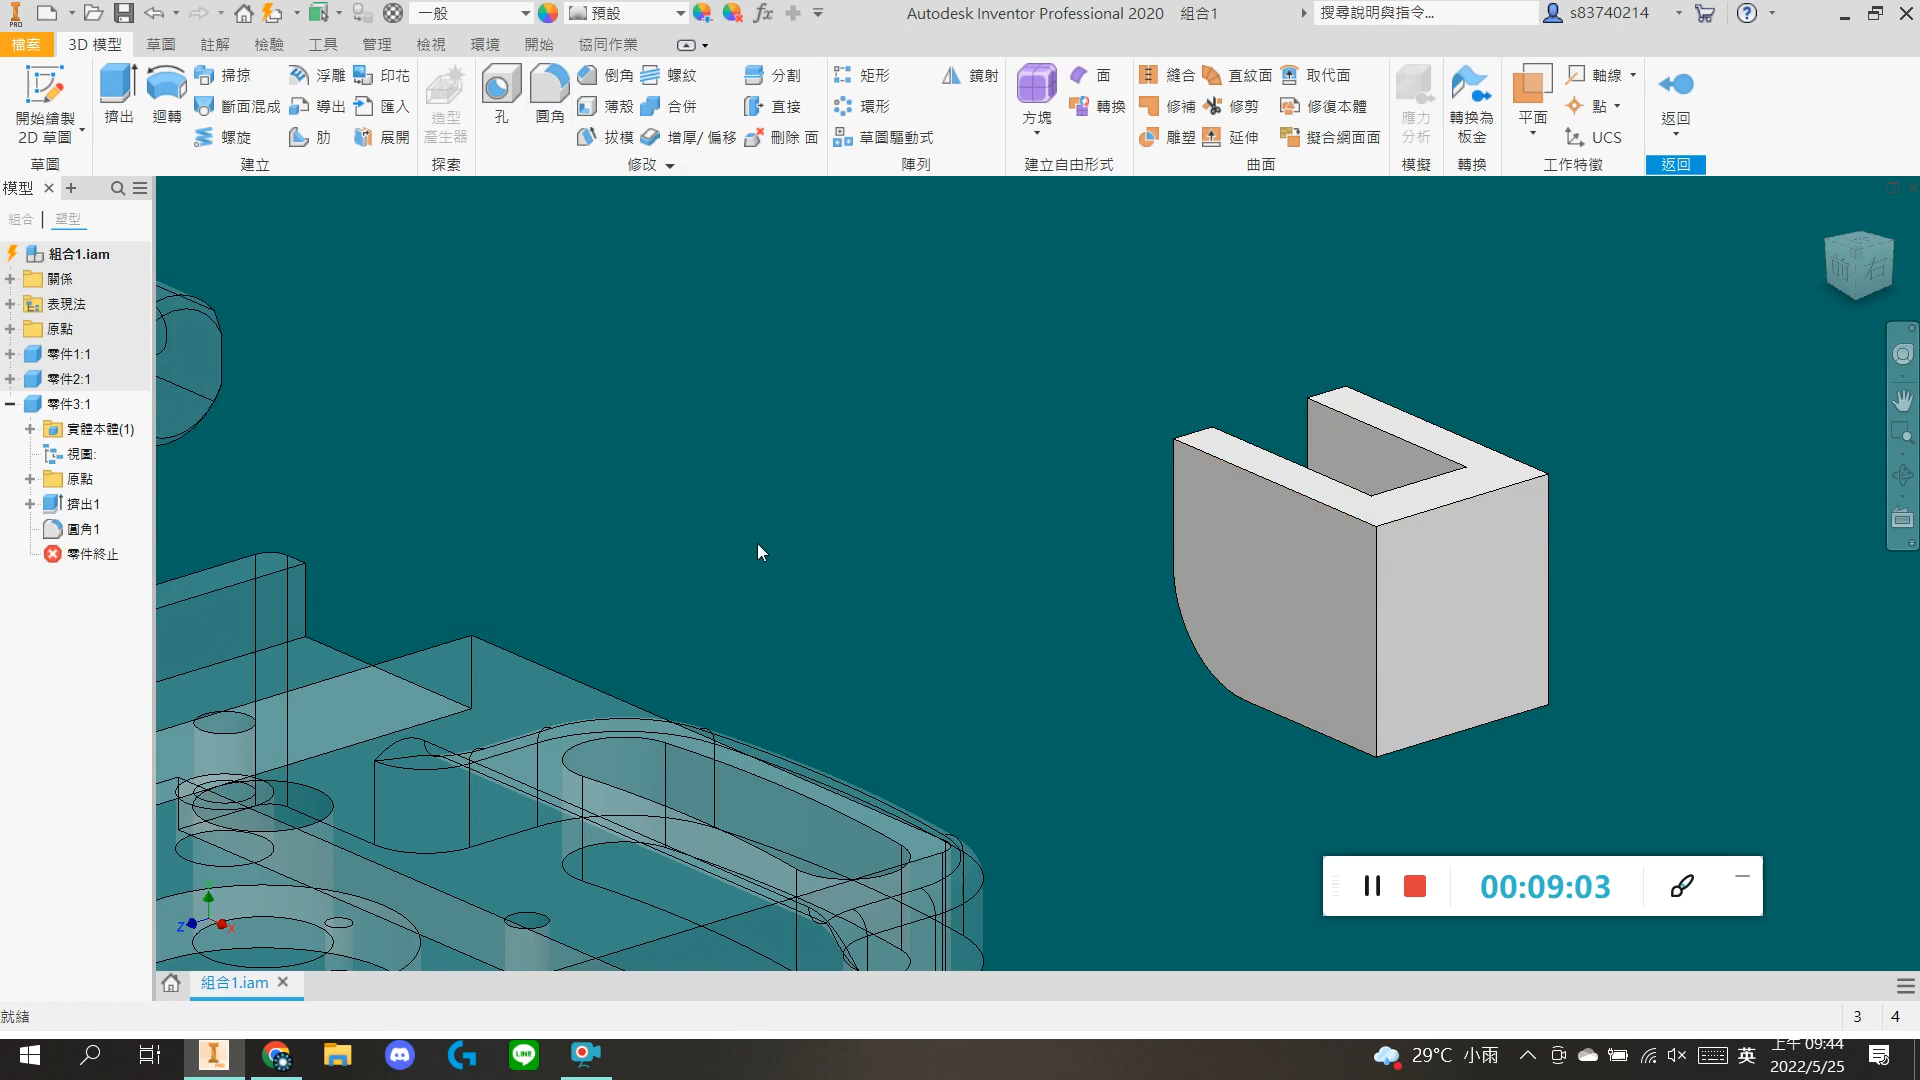 PRO
一般
預設
fx
Autodesk Inventor Professional 2020 組合1
搜尋說明與指令...
s83740214
檔案 3D 模型 草圖 註解 檢驗 工具 管理 檢視 環境 開始 協同作業
開始繪製
2D 草圖
擠出
迴轉
掃掠
浮雕
印花
斷面混成
導出
匯入
螺旋
肋
展開
造型
產生器
孔
圓角
倒角
螺紋
分割
薄殼
合併
直接
拔模
增厚/ 偏移
刪除 面
矩形
鏡射
環形
草圖驅動式
方塊
面
轉換
縫合
直紋面
取代面
修補
修剪
修復本體
雕塑
延伸
擬合網面面
應力
分析
轉換為
板金
平面
軸線
點
UCS
返回
草圖 建立 探索 修改 陣列 建立自由形式 曲面 模擬 轉換 工作特徵 返回
模型
組合 塑型
組合1.iam
關係
表現法
原點
零件1:1
零件2:1
零件3:1
實體本體(1)
視圖:
原點
擠出1
圓角1
零件終止
前 右
Z X
00:09:03
組合1.iam
就緒
3 4
29°C 小雨
英
上午 09:44
2022/5/25